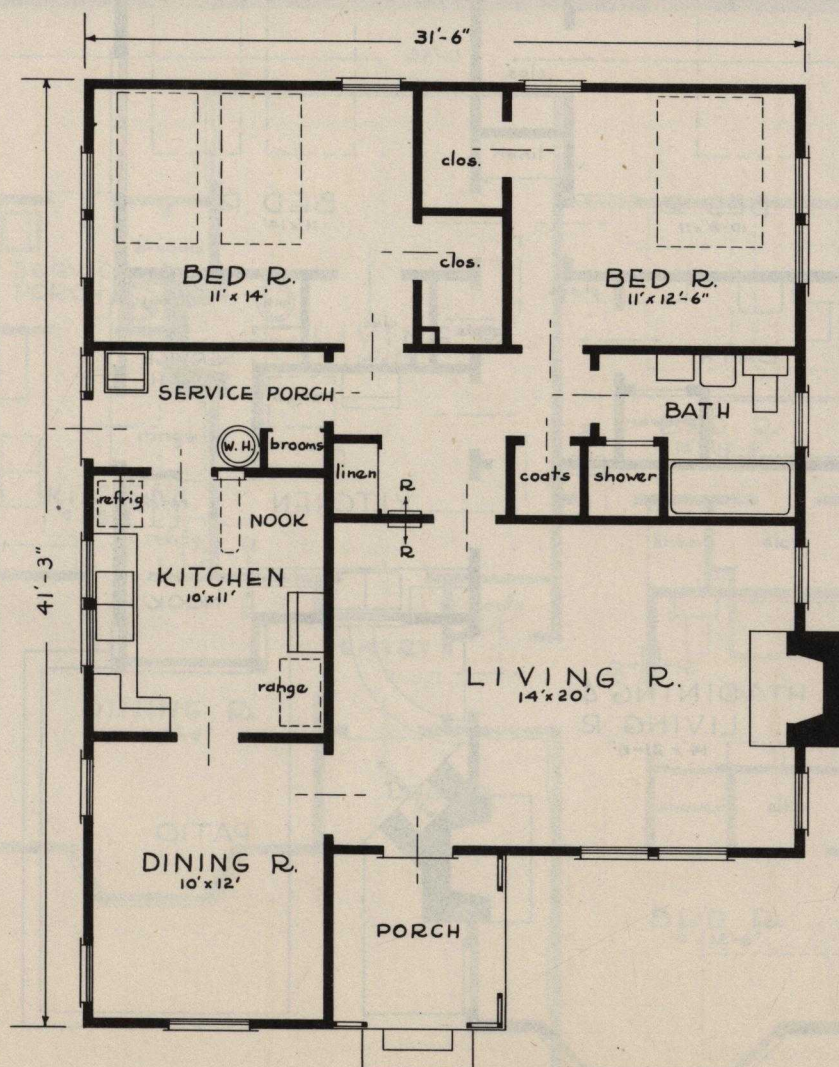 31'-6"
clos.
clos.
BED R.
11' x 14'
BED R.
11' x 12'-6"
SERVICE PORCH
BATH
W.H.
brooms
linen
coats
shower
refrig
R
R
NOOK
KITCHEN
10' x 11'
41'-3"
range
LIVING R.
14' x 20'
DINING R.
10' x 12'
PORCH